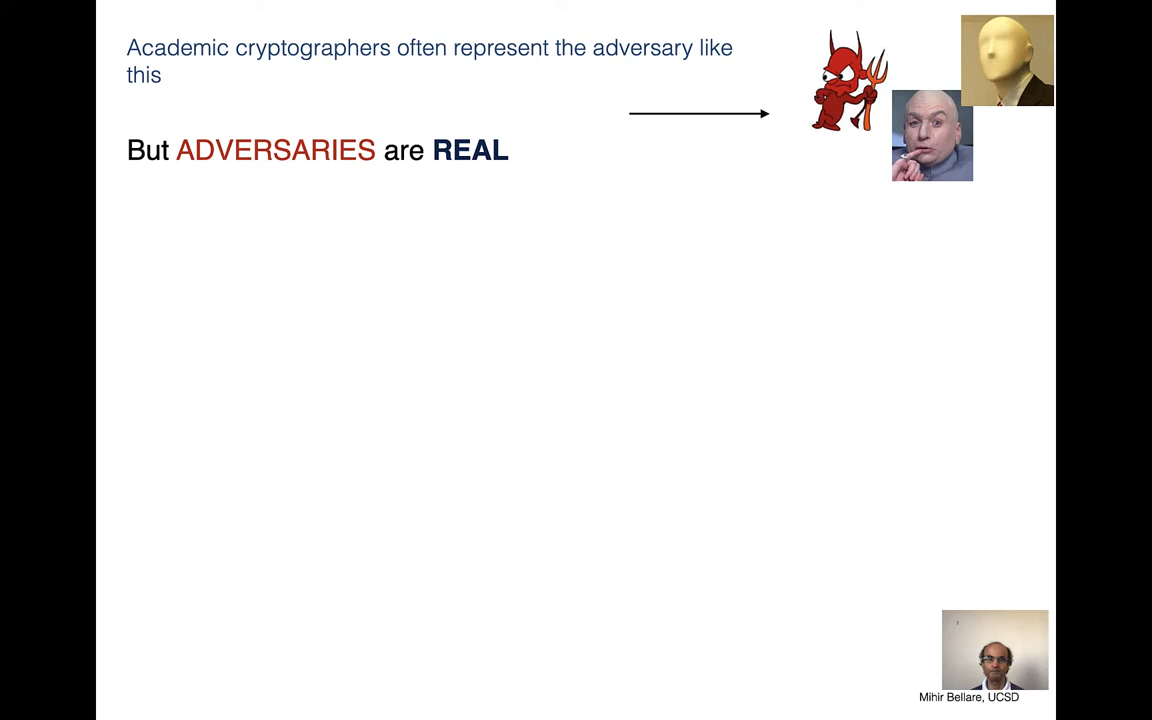 Academic cryptographers often represent the adversary like
this
But ADVERSARIES are REAL
Mihir Bellare, UCSD